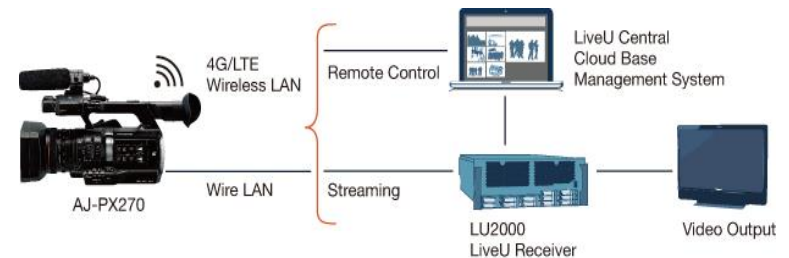 4G/LTE
Wireless LAN
Remote Control
LiveU Central
Cloud Base
Management System
Wire LAN
Streaming
AJ-PX270
LU2000
LiveU Receiver
Video Output